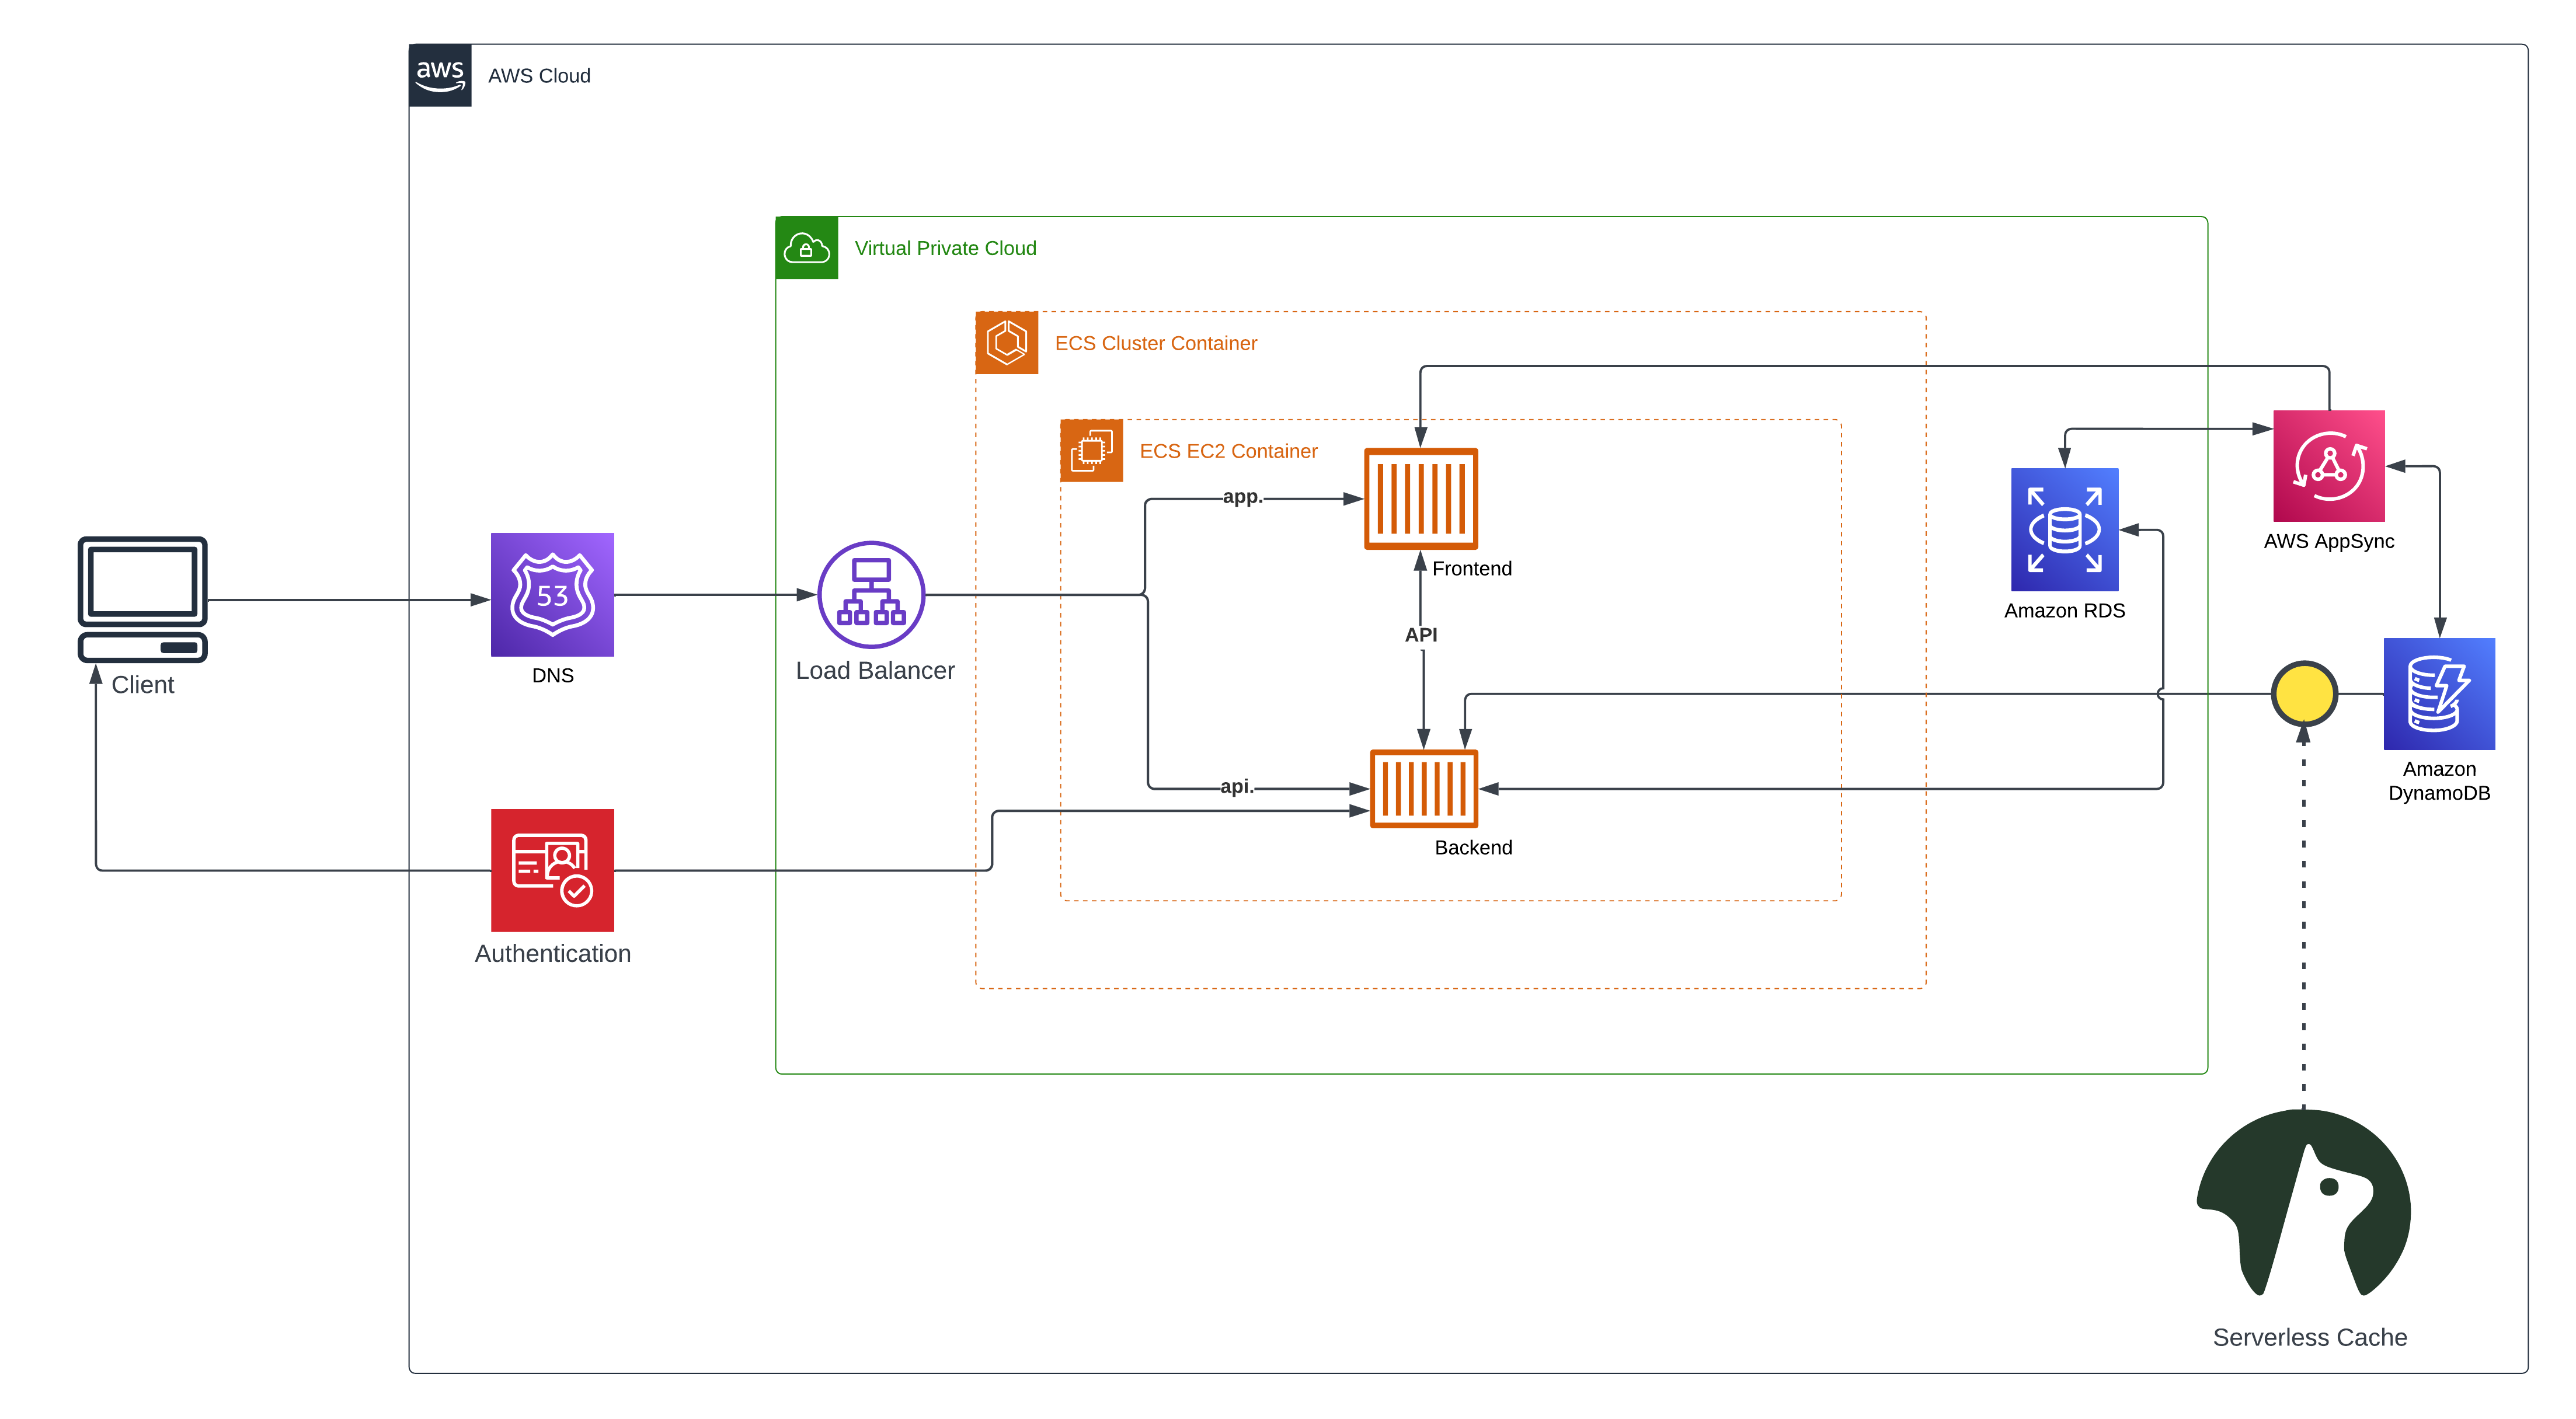 aws
AWS Cloud
Virtual Private Cloud
ECS Cluster Container
ECS EC2 Container
app.
Frontend
AWS AppSync
Amazon RDS
53
DNS
Client
Load Balancer
API
api.
Backend
Amazon
DynamoDB
Authentication
Serverless Cache